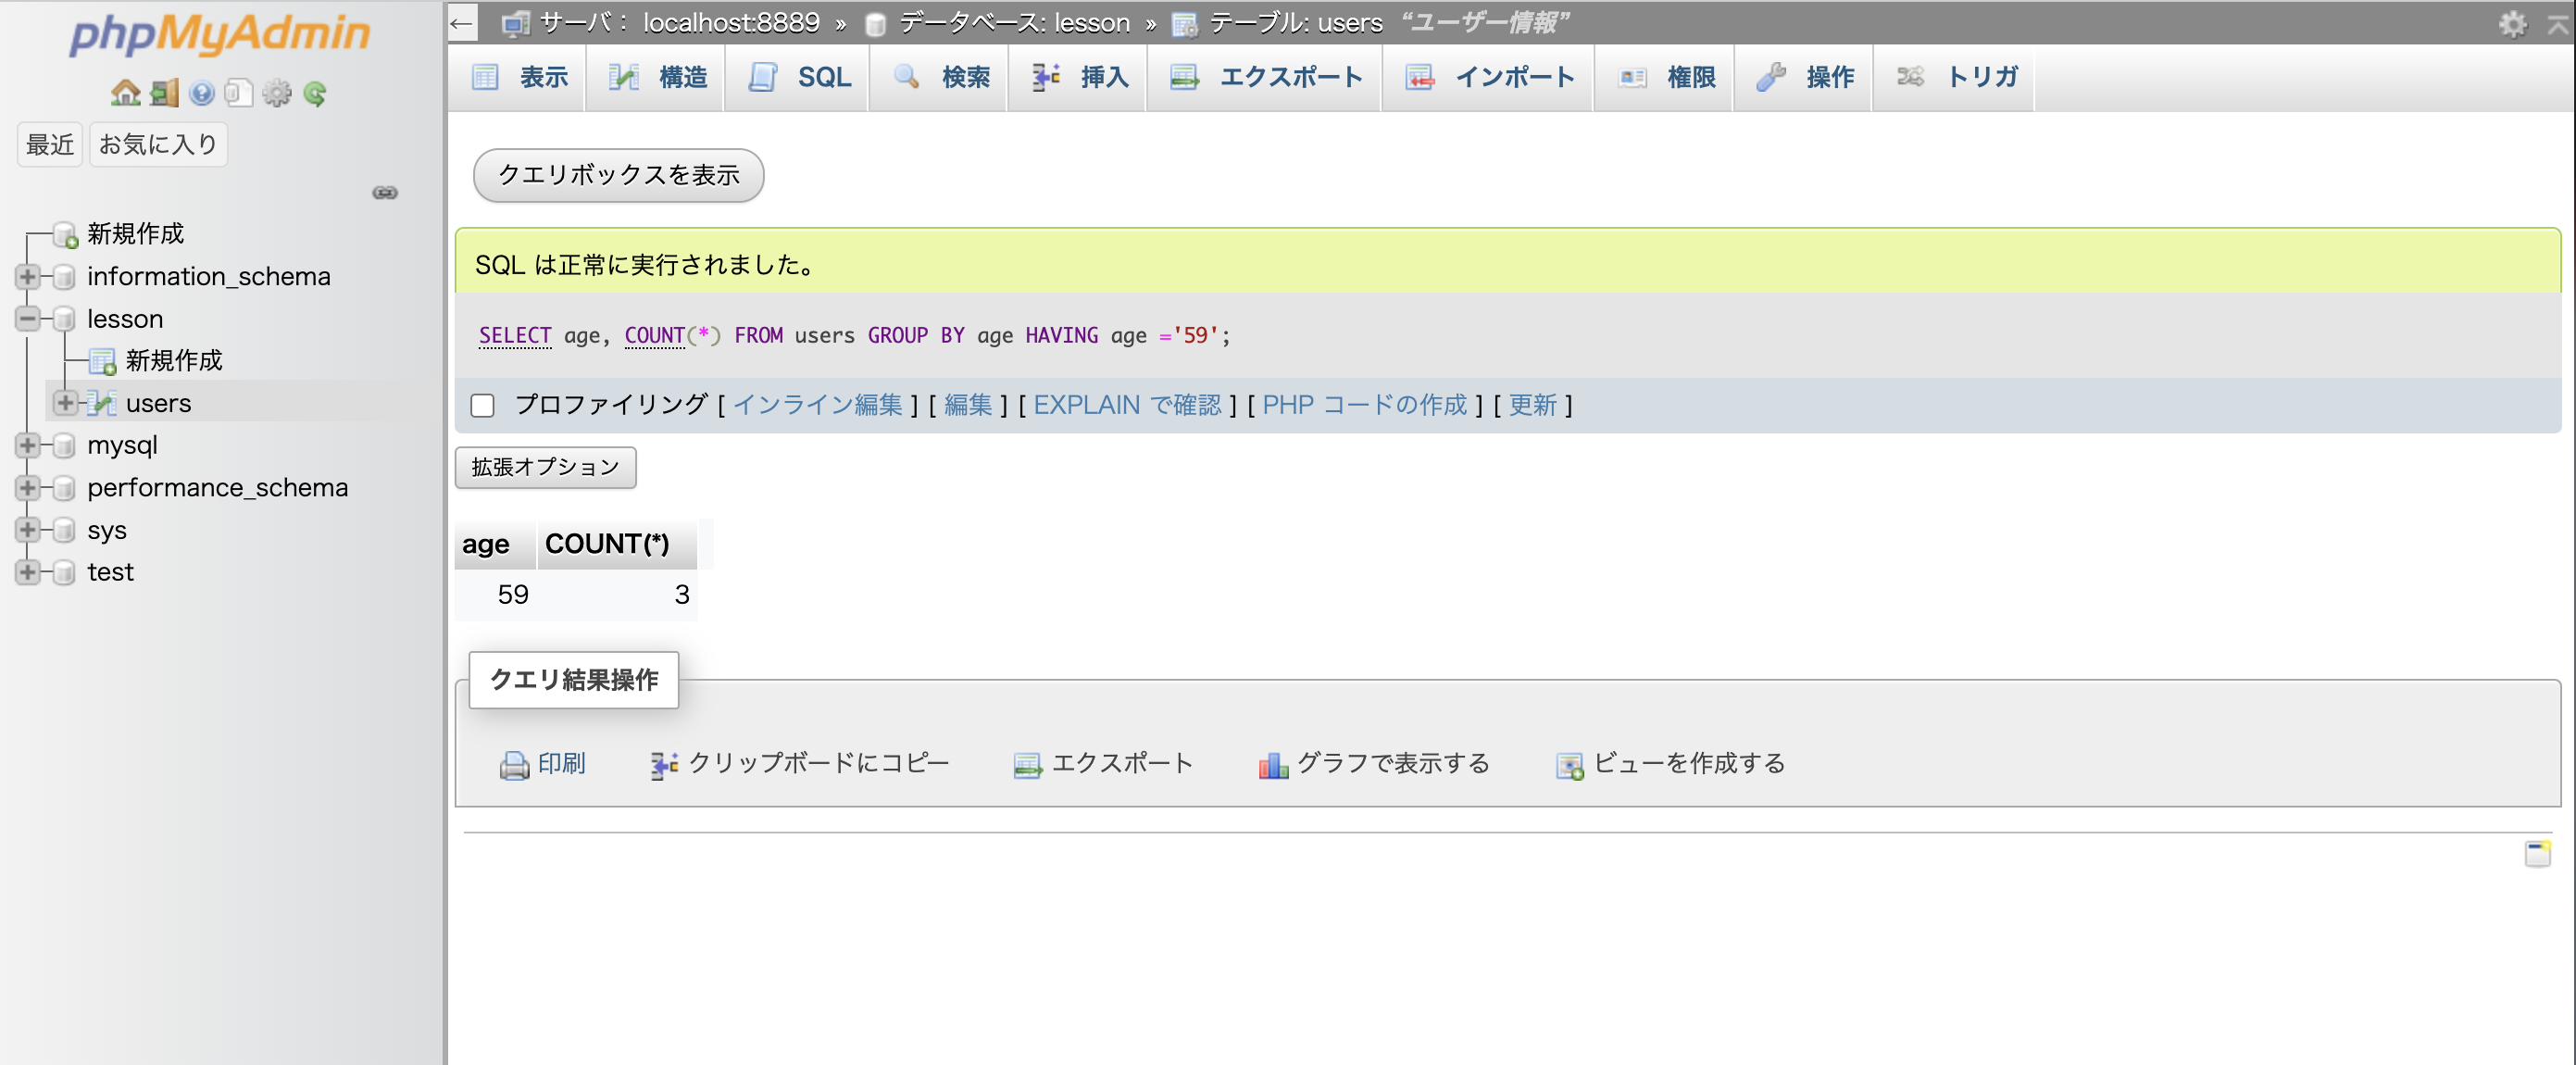 phpMyAdmin
最近 お気に入り
新規作成
information_schema
lesson
新規作成
users
mysql
performance_schema
sys
test
← サーバ： localhost:8889 » データベース: lesson » テーブル: users “ユーザー情報”
表示 構造 SQL 検索 挿入 エクスポート インポート 権限 操作 トリガ
クエリボックスを表示
SQL は正常に実行されました。
SELECT age, COUNT(*) FROM users GROUP BY age HAVING age ='59';
プロファイリング [ インライン編集 ] [ 編集 ] [ EXPLAIN で確認 ] [ PHP コードの作成 ] [ 更新 ]
拡張オプション
age COUNT(*)
59 3
クエリ結果操作
印刷 クリップボードにコピー エクスポート グラフで表示する ビューを作成する